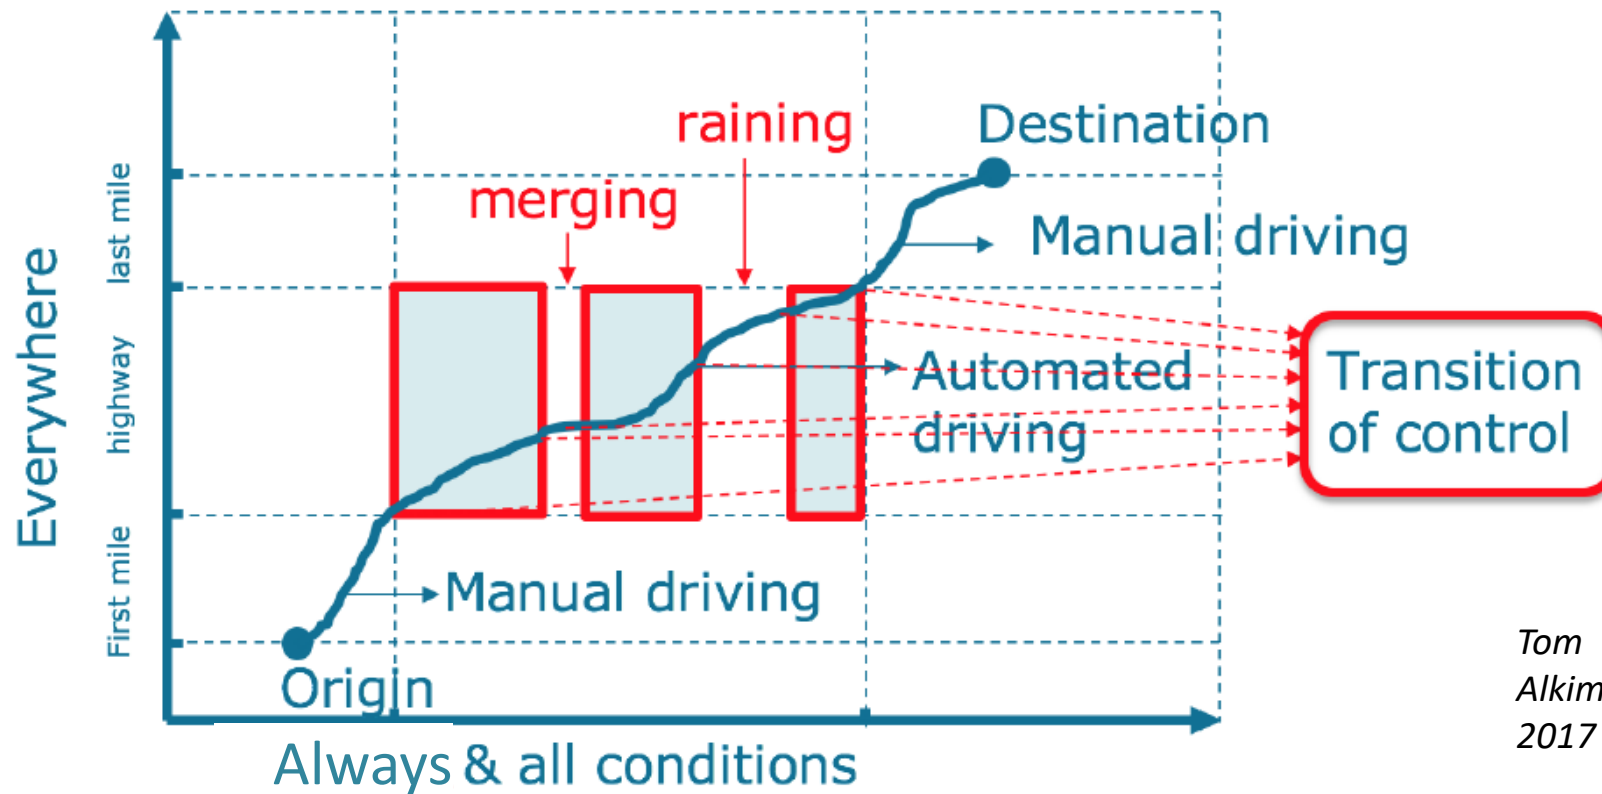 raining
Destination
merging
Manual driving
Everywhere
last mile
highway
First mile
Automated
driving
Transition
of control
Manual driving
Origin
Always & all conditions
Tom
Alkim
2017